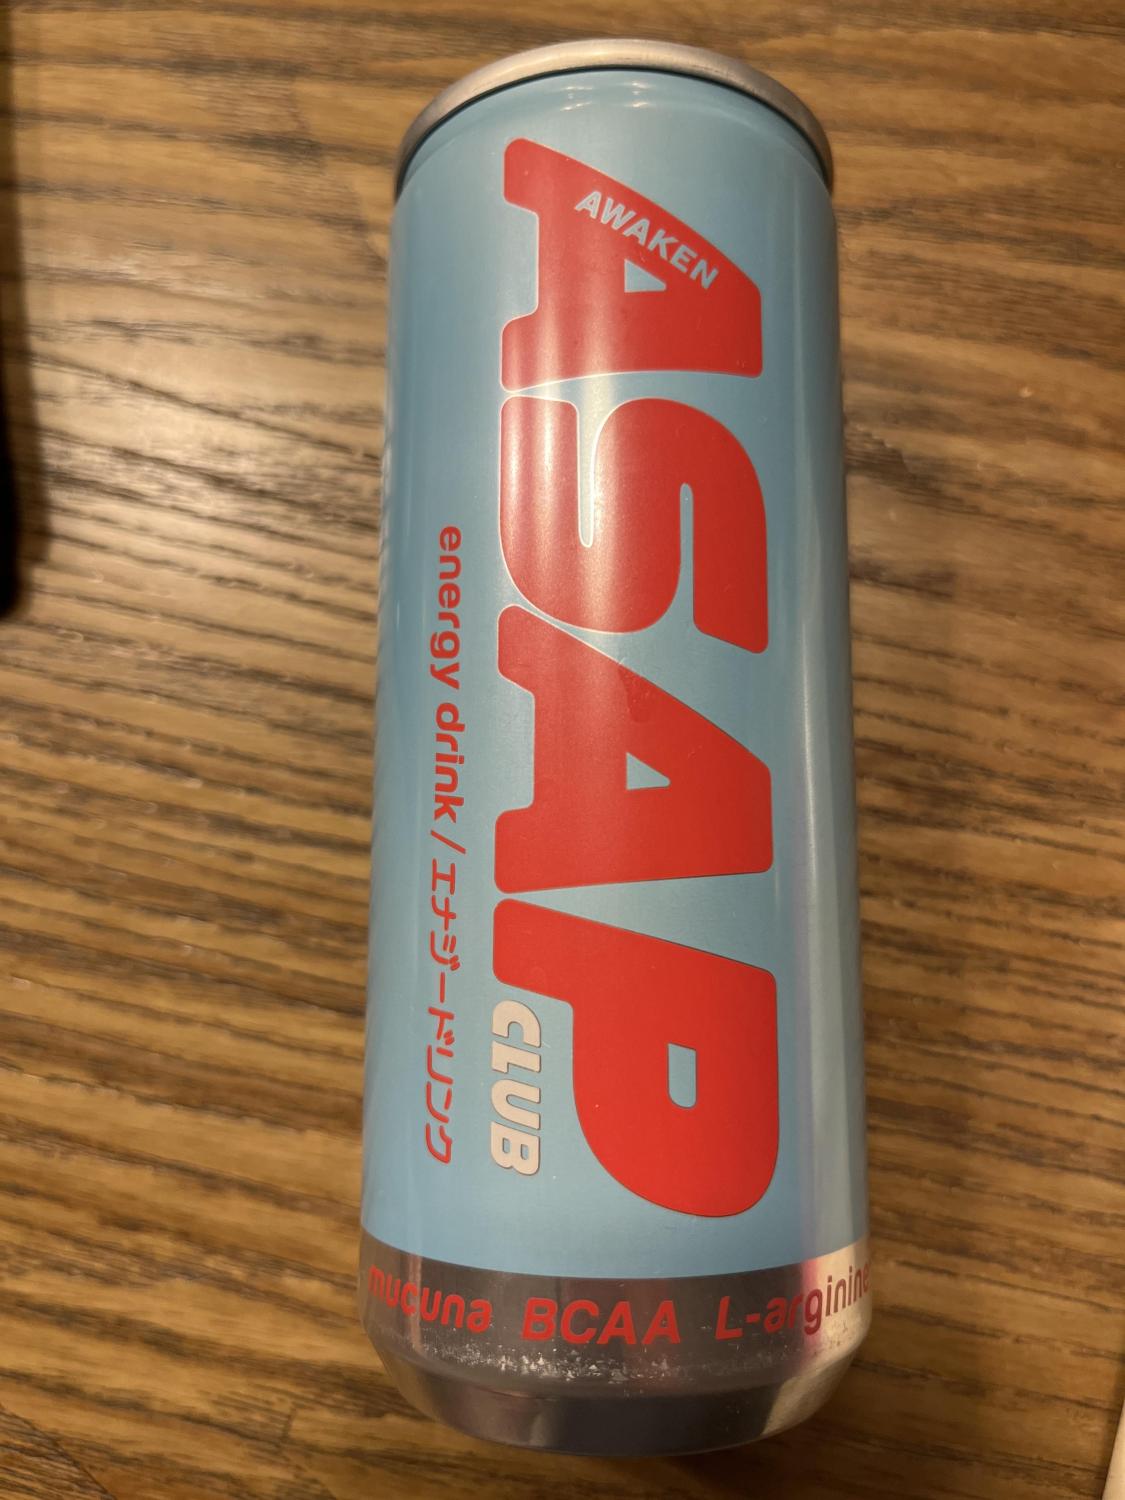 AWAKEN
ASAP
CLUB
energy drink / エナジードリンク
mucuna BCAA L-arginine